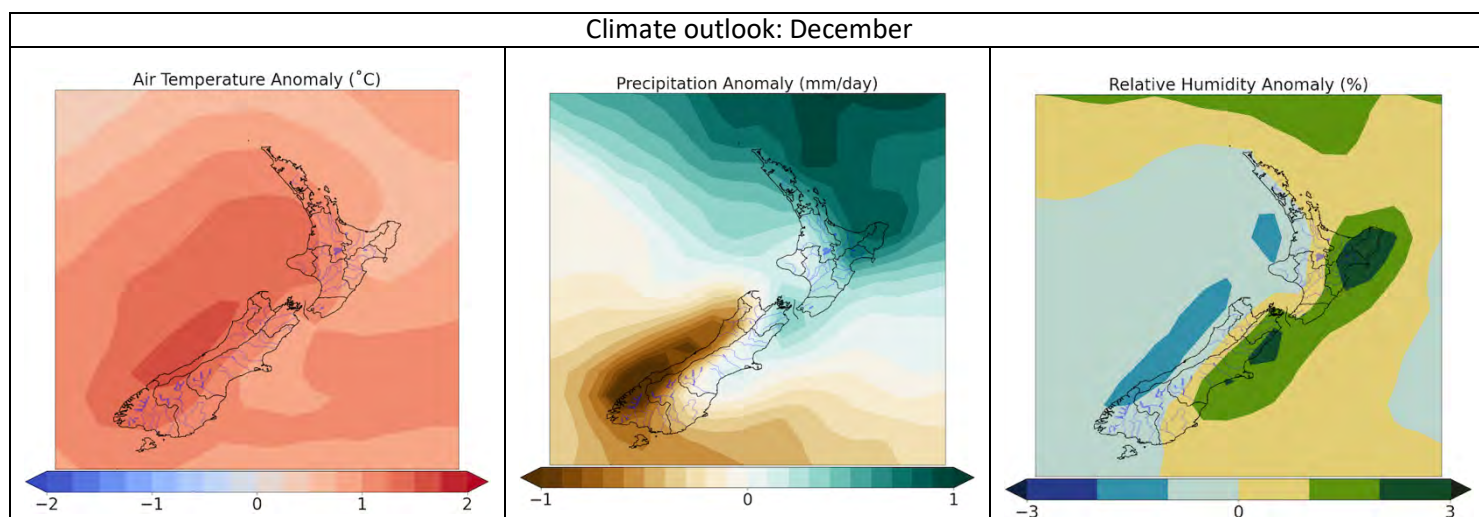 Climate outlook: December
Air Temperature Anomaly (˚C)
−2 −1 0 1 2
Precipitation Anomaly (mm/day)
−1 0 1
Relative Humidity Anomaly (%)
−3 0 3